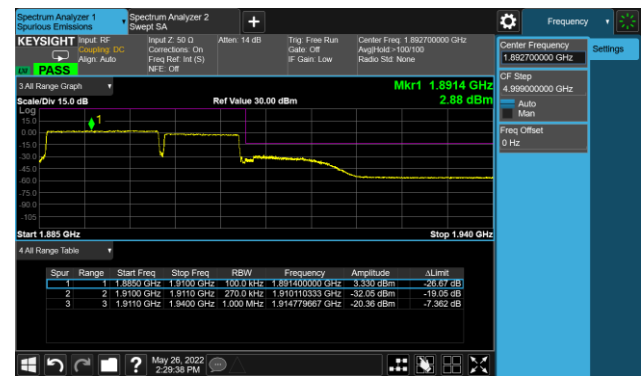 Spectrum Analyzer 1
Spurious Emissions
Spectrum Analyzer 2
Swept SA
Frequency
KEYSIGHT
Input: RF
Coupling: DC
Align: Auto
Input Z: 50 Ω
Corrections: On
Freq Ref: Int (S)
NFE: Off
Atten: 14 dB
Trig: Free Run
Gate: Off
IF Gain: Low
Center Freq: 1.892700000 GHz
Avg|Hold:>100/100
Radio Std: None
PASS
Center Frequency
1.892700000 GHz
Settings
CF Step
4.999000000 GHz
Auto
Man
Freq Offset
0 Hz
3 All Range Graph
Mkr1 1.8914 GHz
Scale/Div 15.0 dB
Ref Value 30.00 dBm
2.88 dBm
Log
15.0
0.00
-15.0
-30.0
-45.0
-60.0
-75.0
-90.0
-105
1
Start 1.885 GHz
Stop 1.940 GHz
4 All Range Table
Spur Range Start Freq Stop Freq RBW Frequency Amplitude ΔLimit
1 1 1.8850 GHz 1.9100 GHz 100.0 kHz 1.891400000 GHz 3.330 dBm -26.67 dB
2 2 1.9100 GHz 1.9110 GHz 270.0 kHz 1.910110333 GHz -32.05 dBm -19.05 dB
3 3 1.9110 GHz 1.9400 GHz 1.000 MHz 1.914779667 GHz -20.36 dBm -7.362 dB
May 26, 2022
2:29:38 PM